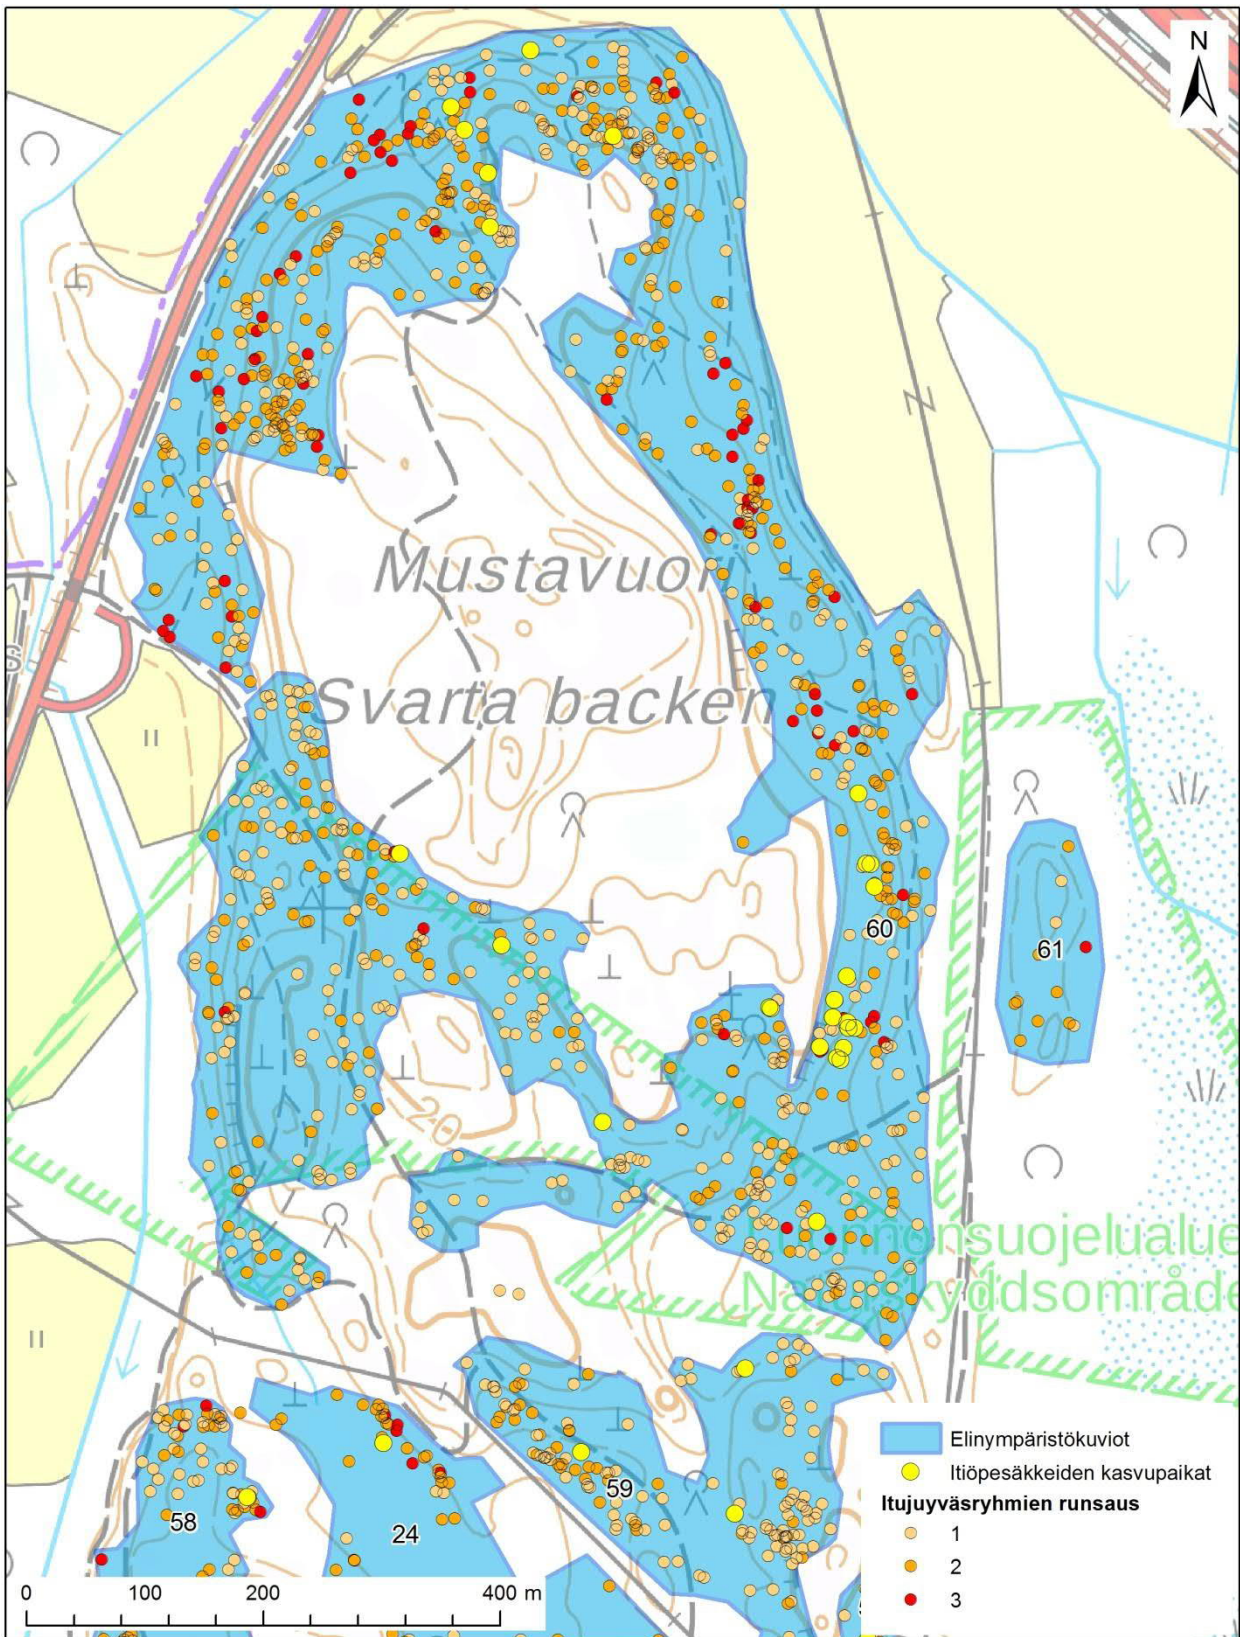 N
Mustavuori
Svarta backen
60
61
20
Luonnonsuojelualue
Naturskyddsområde
59
58
24
Elinympäristökuviot
Itiöpesäkkeiden kasvupaikat
Itujuyväsryhmien runsaus
1
2
3
0 100 200 400 m